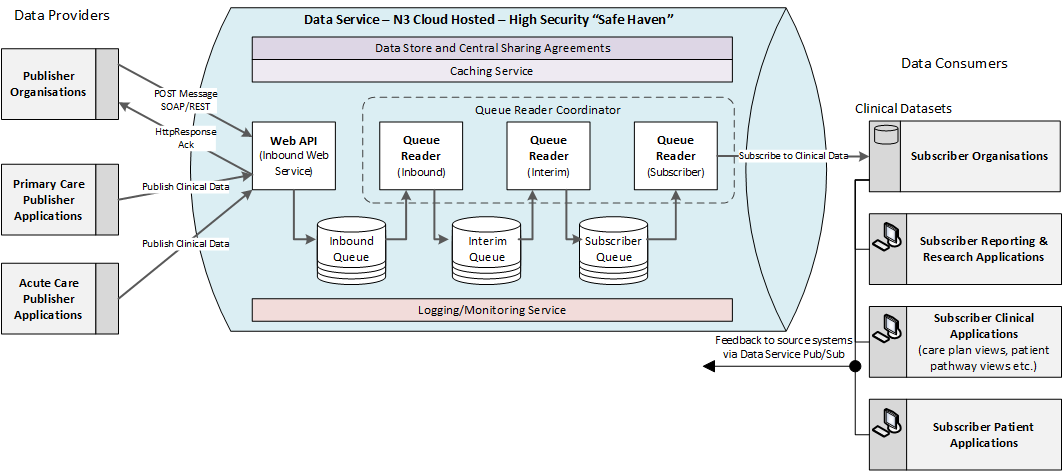 Data Providers
Data Service – N3 Cloud Hosted – High Security “Safe Haven”
Data Store and Central Sharing Agreements
Caching Service
Data Consumers
Publisher
Organisations
POST Message
SOAP/REST
HttpResponse
Ack
Queue Reader Coordinator
Clinical Datasets
Web API
(Inbound Web
Service)
Queue
Reader
(Inbound)
Queue
Reader
(Interim)
Queue
Reader
(Subscriber)
Subscribe to Clinical Data
Subscriber Organisations
Primary Care
Publisher
Applications
Publish Clinical Data
Publish Clinical Data
Inbound
Queue
Interim
Queue
Subscriber
Queue
Subscriber Reporting &
Research Applications
Acute Care
Publisher
Applications
Logging/Monitoring Service
Subscriber Clinical
Applications
(care plan views, patient
pathway views etc.)
Feedback to source systems
via Data Service Pub/Sub
Subscriber Patient
Applications